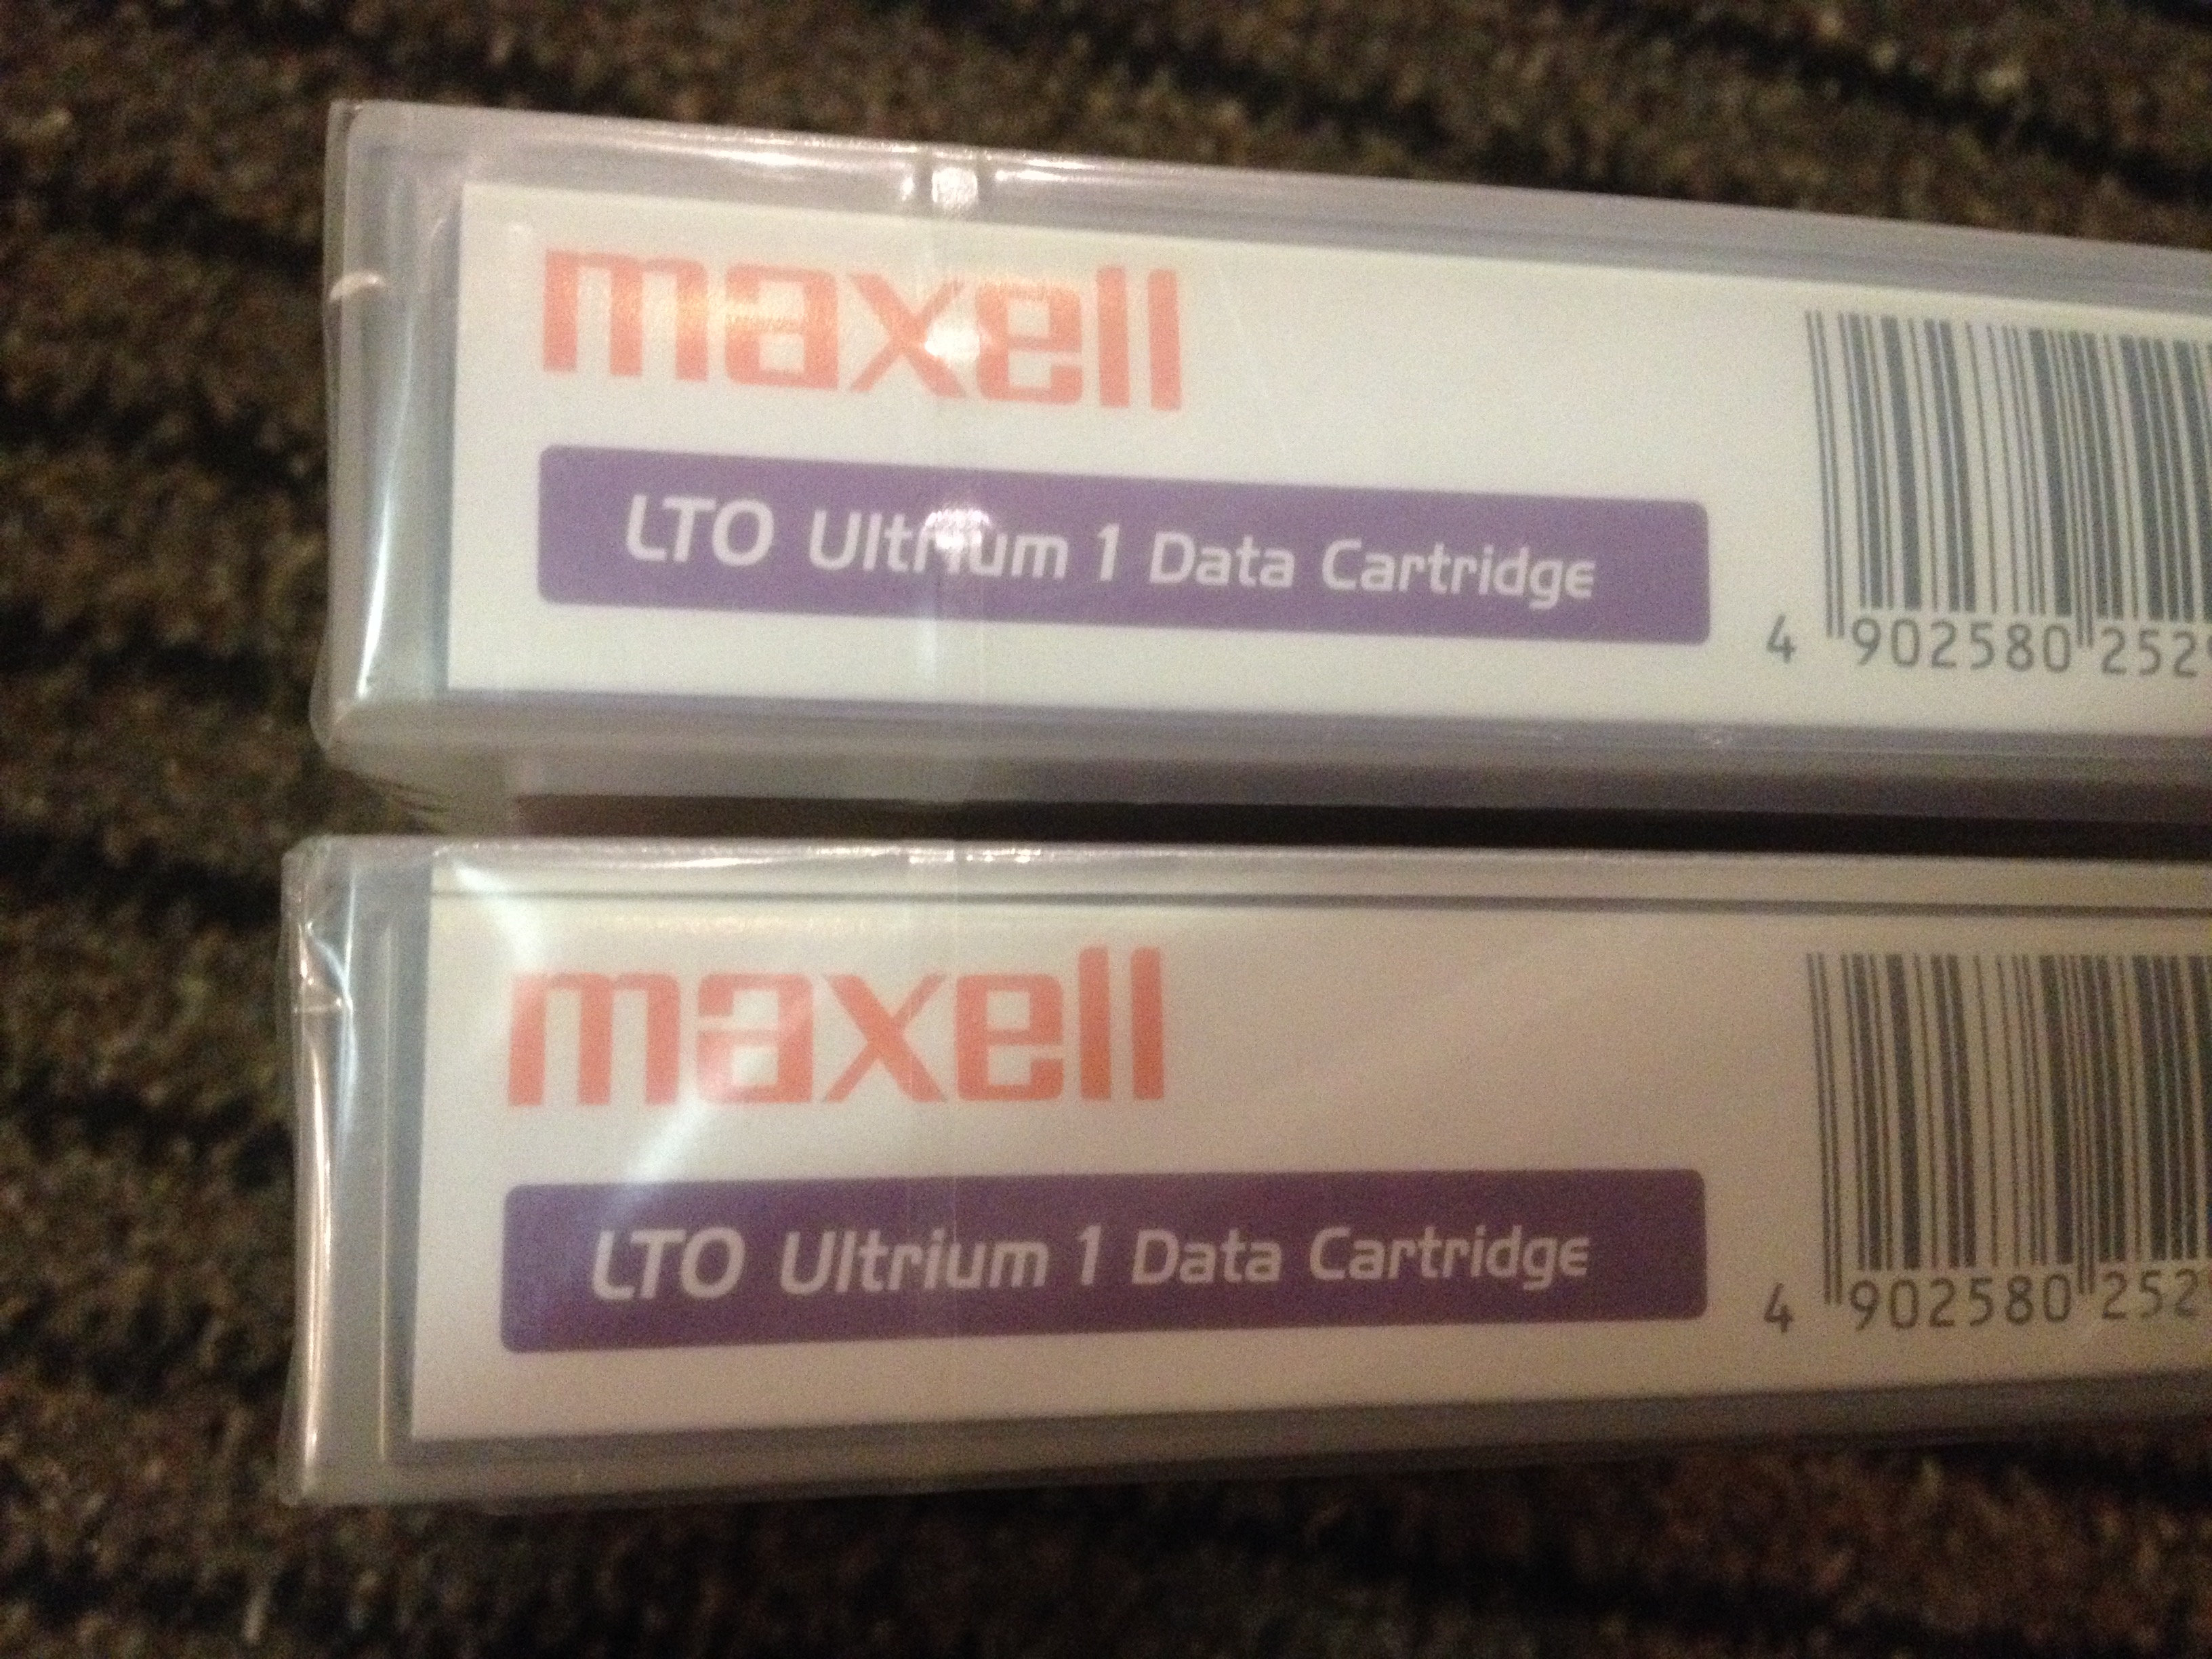 maxell
LTO Ultrium 1 Data Cartridge
4 902580 252
maxell
LTO Ultrium 1 Data Cartridge
4 902580 252